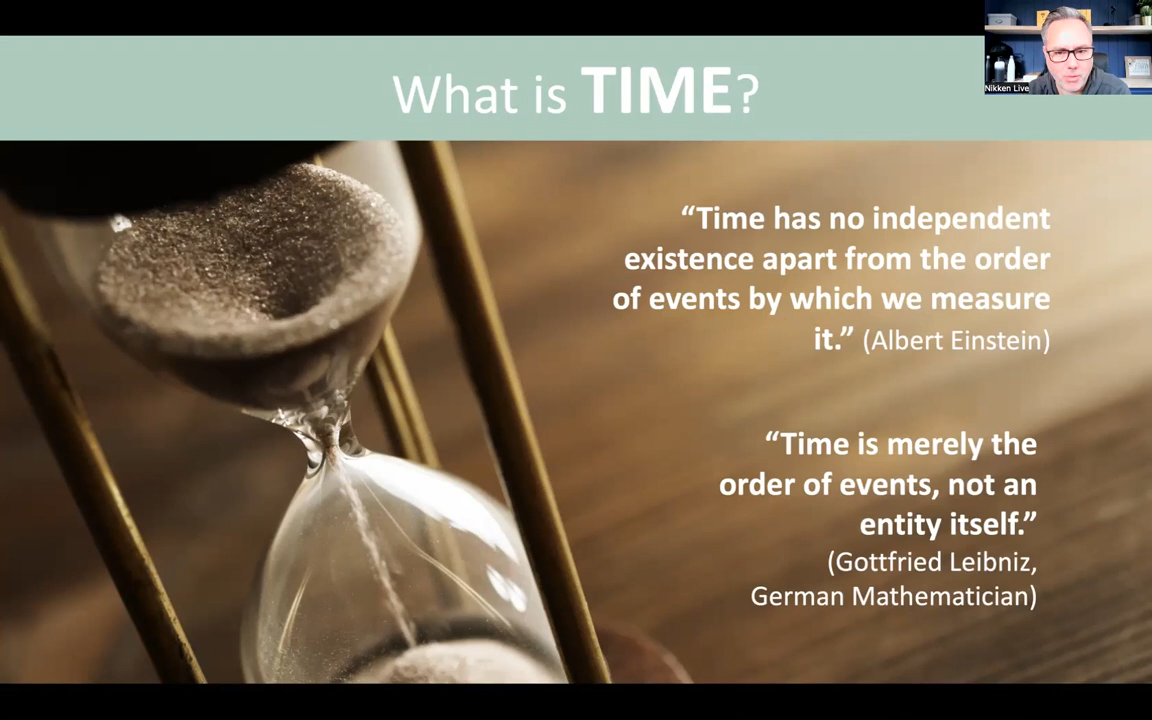 What is TIME?
Nikken Live
“Time has no independent
existence apart from the order
of events by which we measure
it.” (Albert Einstein)
“Time is merely the
order of events, not an
entity itself.”
(Gottfried Leibniz,
German Mathematician)